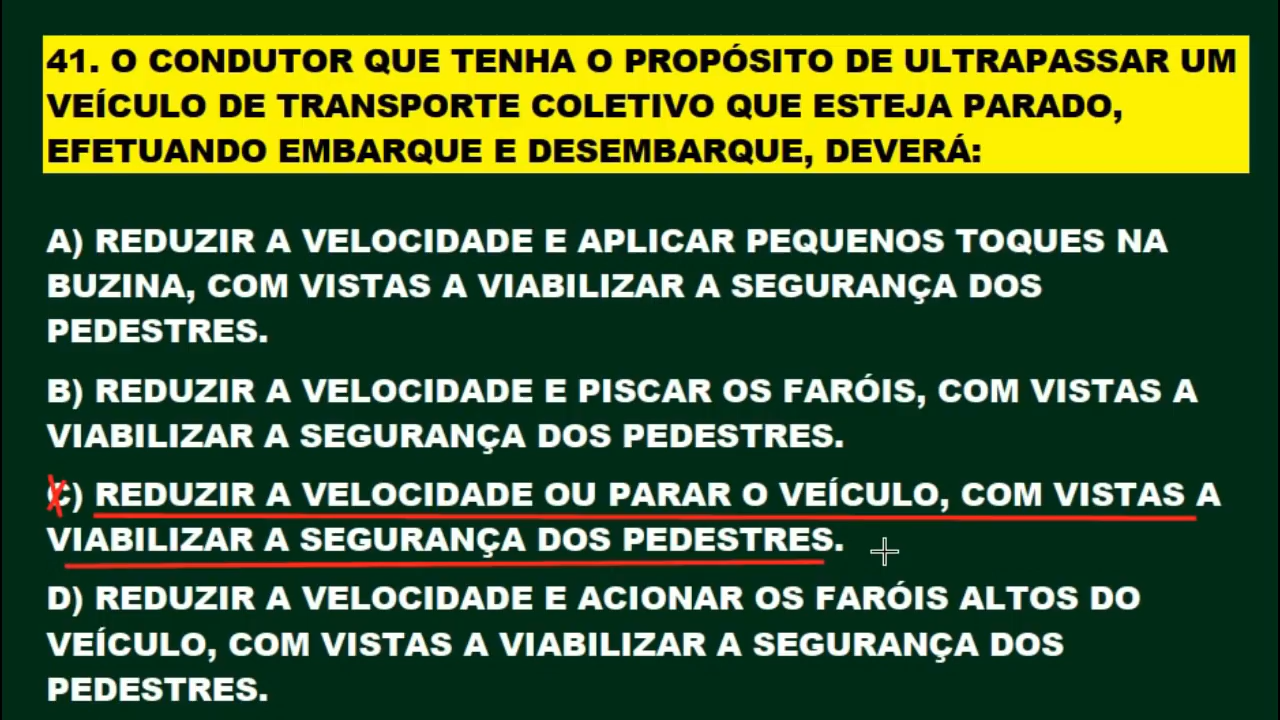 41. O CONDUTOR QUE TENHA O PROPÓSITO DE ULTRAPASSAR UM
VEÍCULO DE TRANSPORTE COLETIVO QUE ESTEJA PARADO,
EFETUANDO EMBARQUE E DESEMBARQUE, DEVERÁ:
A) REDUZIR A VELOCIDADE E APLICAR PEQUENOS TOQUES NA
BUZINA, COM VISTAS A VIABILIZAR A SEGURANÇA DOS
PEDESTRES.
B) REDUZIR A VELOCIDADE E PISCAR OS FARÓIS, COM VISTAS A
VIABILIZAR A SEGURANÇA DOS PEDESTRES.
C) REDUZIR A VELOCIDADE OU PARAR O VEÍCULO, COM VISTAS A
VIABILIZAR A SEGURANÇA DOS PEDESTRES.
D) REDUZIR A VELOCIDADE E ACIONAR OS FARÓIS ALTOS DO
VEÍCULO, COM VISTAS A VIABILIZAR A SEGURANÇA DOS
PEDESTRES.